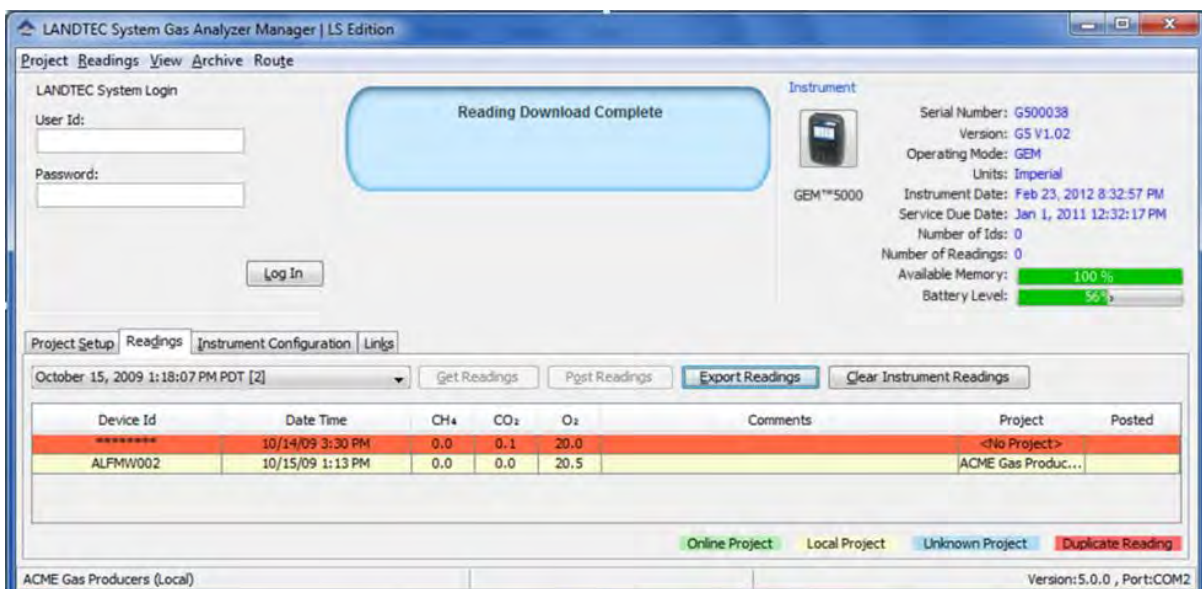 LANDTEC System Gas Analyzer Manager | LS Edition
Project Readings View Archive Route
LANDTEC System Login
User Id:
Password:
Log In
Reading Download Complete
Instrument
GEM™5000
Serial Number: G500038
Version: G5 V1.02
Operating Mode: GEM
Units: Imperial
Instrument Date: Feb 23, 2012 8:32:57 PM
Service Due Date: Jan 1, 2011 12:32:17 PM
Number of Ids: 0
Number of Readings: 0
Available Memory: 100 %
Battery Level: 56%
Project Setup Readings Instrument Configuration Links
October 15, 2009 1:18:07 PM PDT [2] Get Readings Post Readings Export Readings Clear Instrument Readings
Device Id Date Time CH₄ CO₂ O₂ Comments Project Posted
******** 10/14/09 3:30 PM 0.0 0.1 20.0 <No Project>
ALFMW002 10/15/09 1:13 PM 0.0 0.0 20.5 ACME Gas Produc...
Online Project Local Project Unknown Project Duplicate Reading
ACME Gas Producers (Local) Version:5.0.0 , Port:COM2